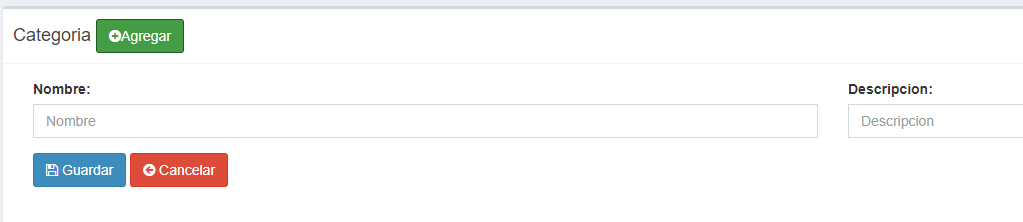 Categoria Agregar
Nombre: Descripcion:
Nombre Descripcion
Guardar Cancelar